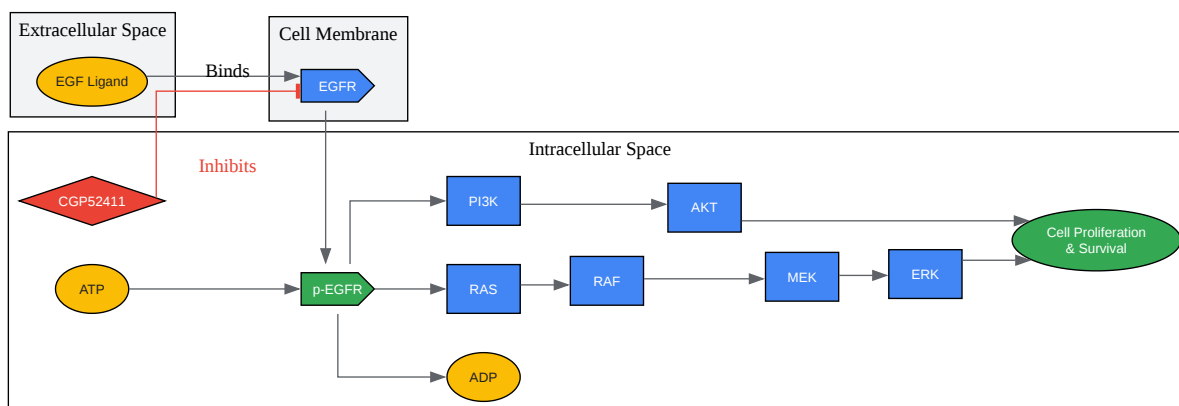 Extracellular Space
Cell Membrane
EGF Ligand
Binds
EGFR
Intracellular Space
Inhibits
CGP52411
PI3K
AKT
Cell Proliferation
& Survival
ATP
p-EGFR
RAS
RAF
MEK
ERK
ADP